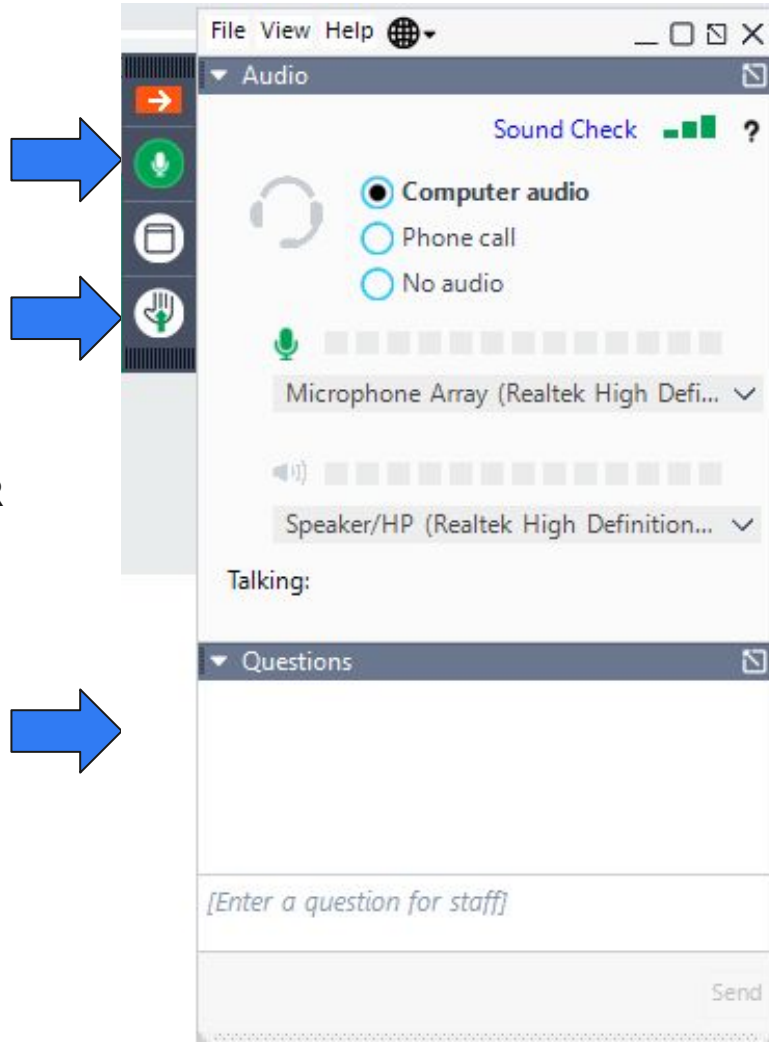 File View Help
Audio
Sound Check ?
Computer audio
Phone call
No audio
Microphone Array (Realtek High Defi...
R
Speaker/HP (Realtek High Definition...
Talking:
Questions
[Enter a question for staff]
Send